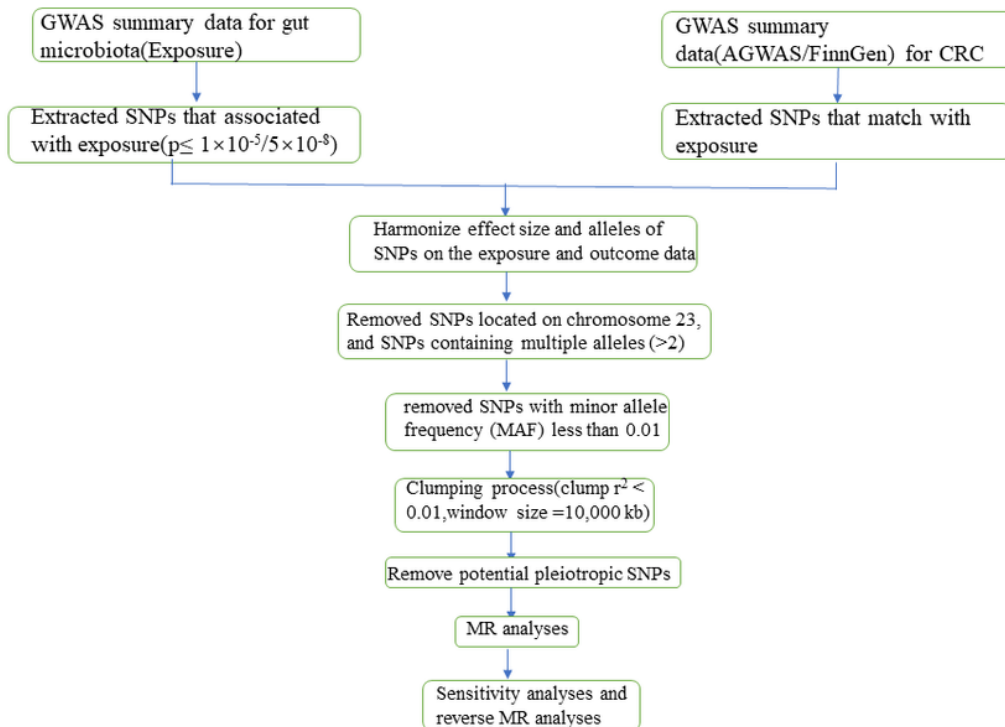 GWAS summary data for gut
microbiota(Exposure)
GWAS summary
data(AGWAS/FinnGen) for CRC
Extracted SNPs that associated
with exposure(p≤ 1×10⁻⁵/5×10⁻⁸)
Extracted SNPs that match with
exposure
Harmonize effect size and alleles of
SNPs on the exposure and outcome data
Removed SNPs located on chromosome 23,
and SNPs containing multiple alleles (>2)
removed SNPs with minor allele
frequency (MAF) less than 0.01
Clumping process(clump r² <
0.01,window size =10,000 kb)
Remove potential pleiotropic SNPs
MR analyses
Sensitivity analyses and
reverse MR analyses